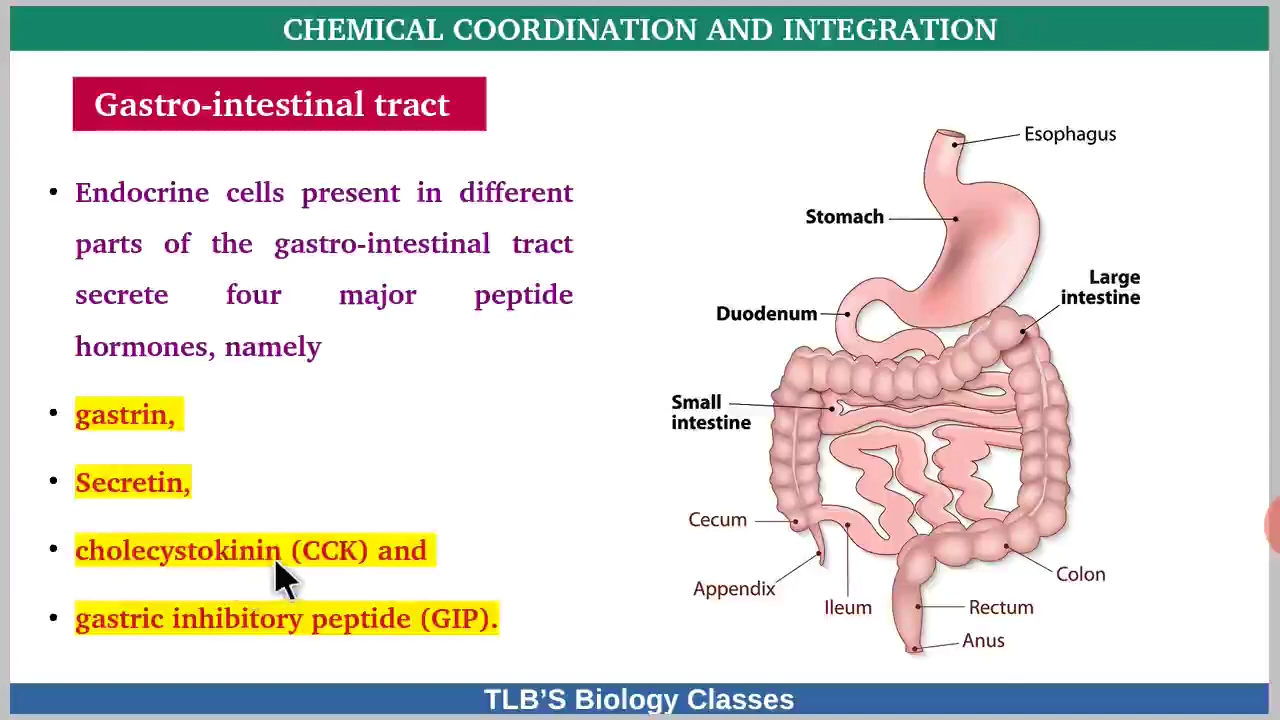 CHEMICAL COORDINATION AND INTEGRATION
Gastro-intestinal tract
• Endocrine cells present in different
parts of the gastro-intestinal tract
secrete four major peptide
hormones, namely
• gastrin,
• Secretin,
• cholecystokinin (CCK) and
• gastric inhibitory peptide (GIP).
Esophagus
Stomach
Large
intestine
Duodenum
Small
intestine
Cecum
Appendix
Ileum
Colon
Rectum
Anus
TLB'S Biology Classes